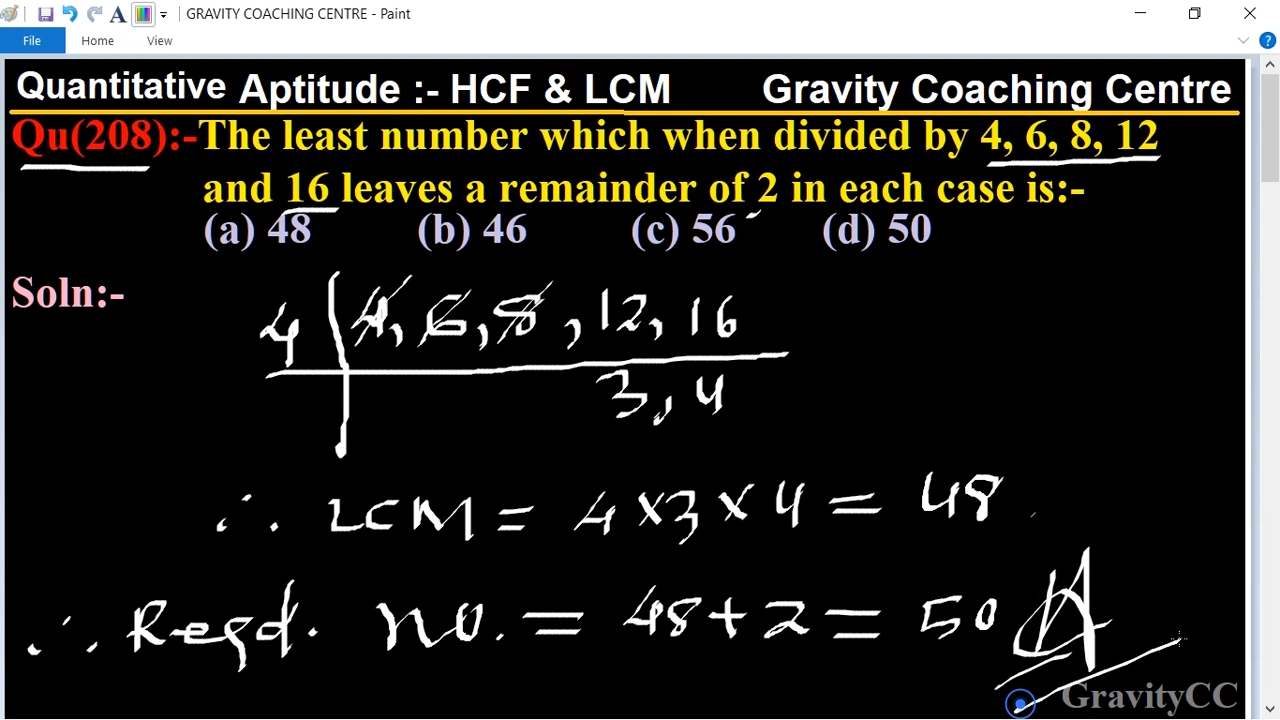 GRAVITY COACHING CENTRE - Paint
File Home View
Quantitative Aptitude :- HCF & LCM Gravity Coaching Centre
Qu(208):-The least number which when divided by 4, 6, 8, 12
and 16 leaves a remainder of 2 in each case is:-
(a) 48 (b) 46 (c) 56 (d) 50
Soln:-
4 | 4, 6, 8, 12, 16
3, 4
∴ LCM = 4 × 3 × 4 = 48
∴ Reqd. no. = 48 + 2 = 50 A
GravityCC